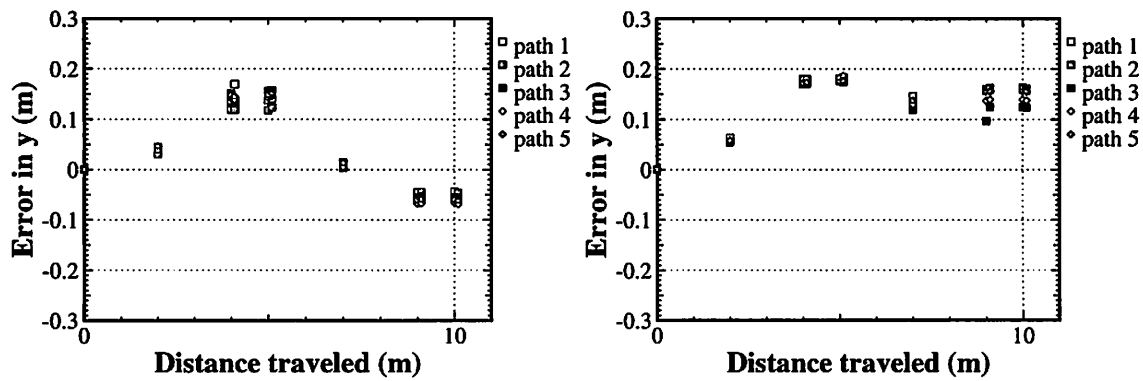 0.3
0.2
0.1
0
-0.1
-0.2
-0.3
Error in y (m)
0
10
Distance traveled (m)
path 1
path 2
path 3
path 4
path 5
0.3
0.2
0.1
0
-0.1
-0.2
-0.3
Error in y (m)
0
10
Distance traveled (m)
path 1
path 2
path 3
path 4
path 5